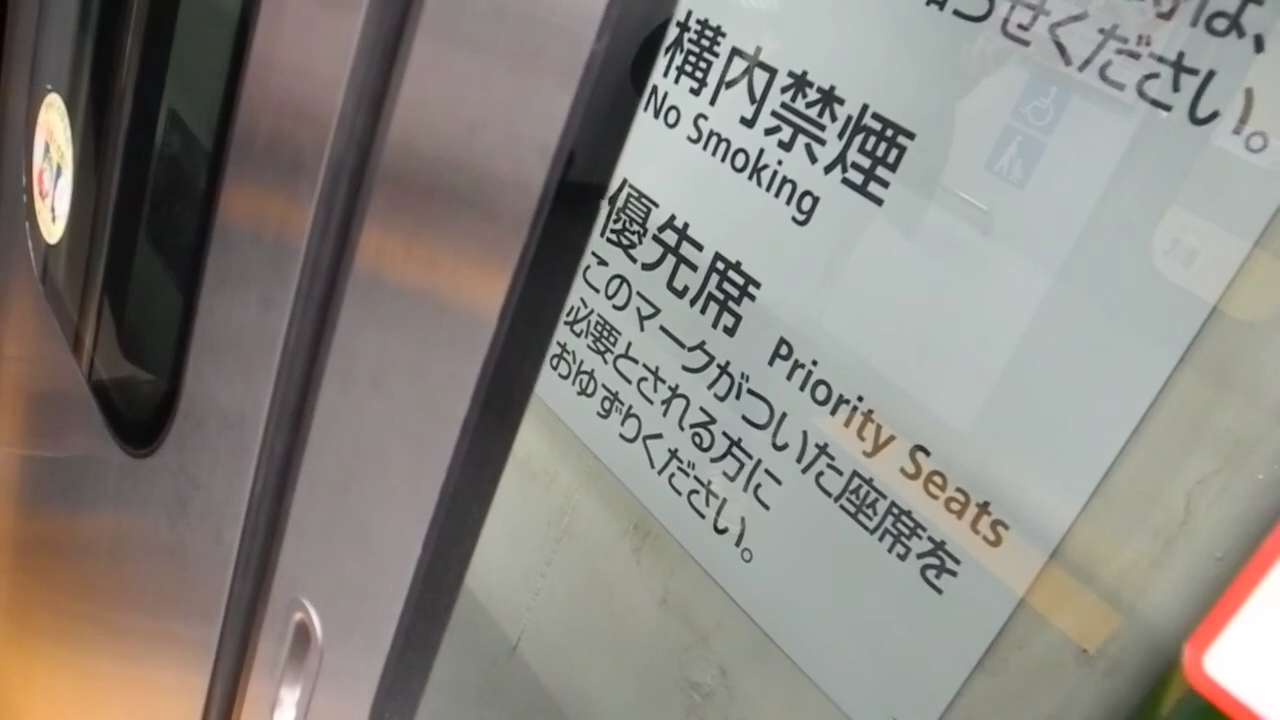 せください。
構内禁煙
No Smoking
優先席 Priority Seats
このマークがついた座席を
必要とされる方に
おゆずりください。